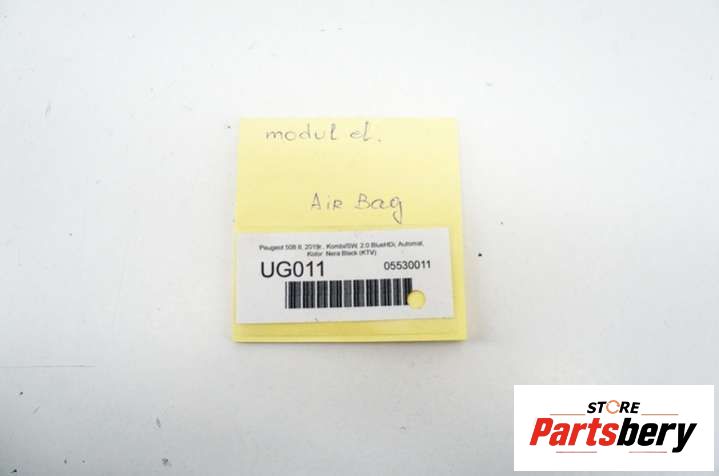 modul el.
Air Bag
Peugeot 508 II, 2019r., Kombi/SW, 2.0 BlueHDi, Automat,
Kolor: Nera Black (KTV)
UG011 05530011
STORE
Partsbery